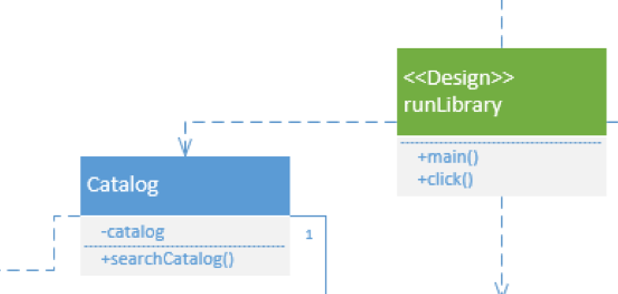 <<Design>>
runLibrary
+main()
+click()
Catalog
-catalog
+searchCatalog()
1